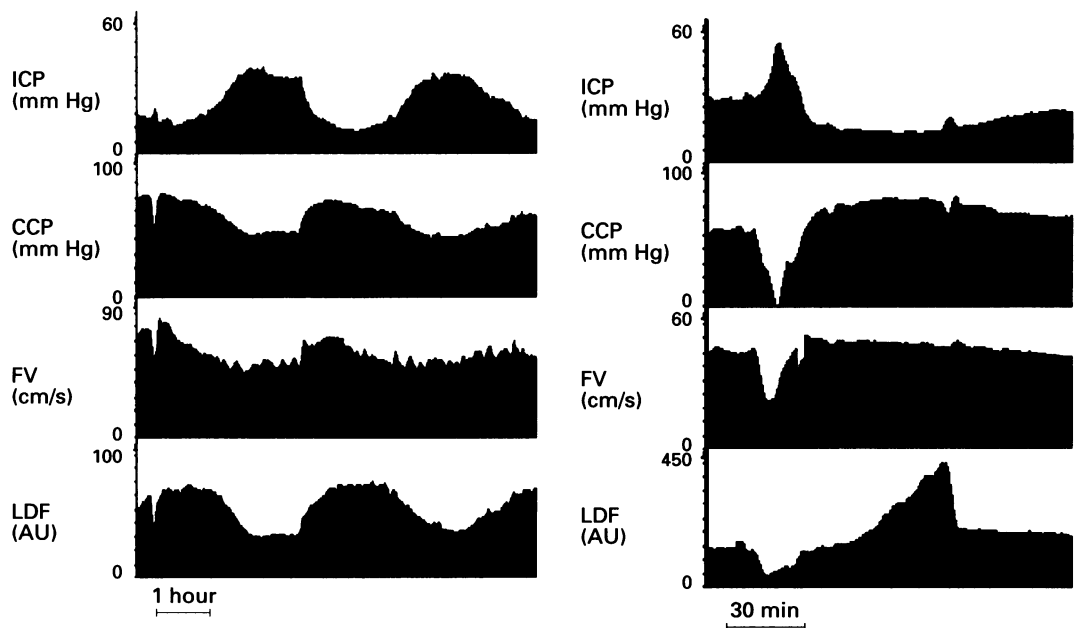 60
ICP
(mm Hg)
0
100
CCP
(mm Hg)
0
90
FV
(cm/s)
0
100
LDF
(AU)
0
1 hour
60
ICP
(mm Hg)
0
100
CCP
(mm Hg)
0
60
FV
(cm/s)
0
450
LDF
(AU)
0
30 min